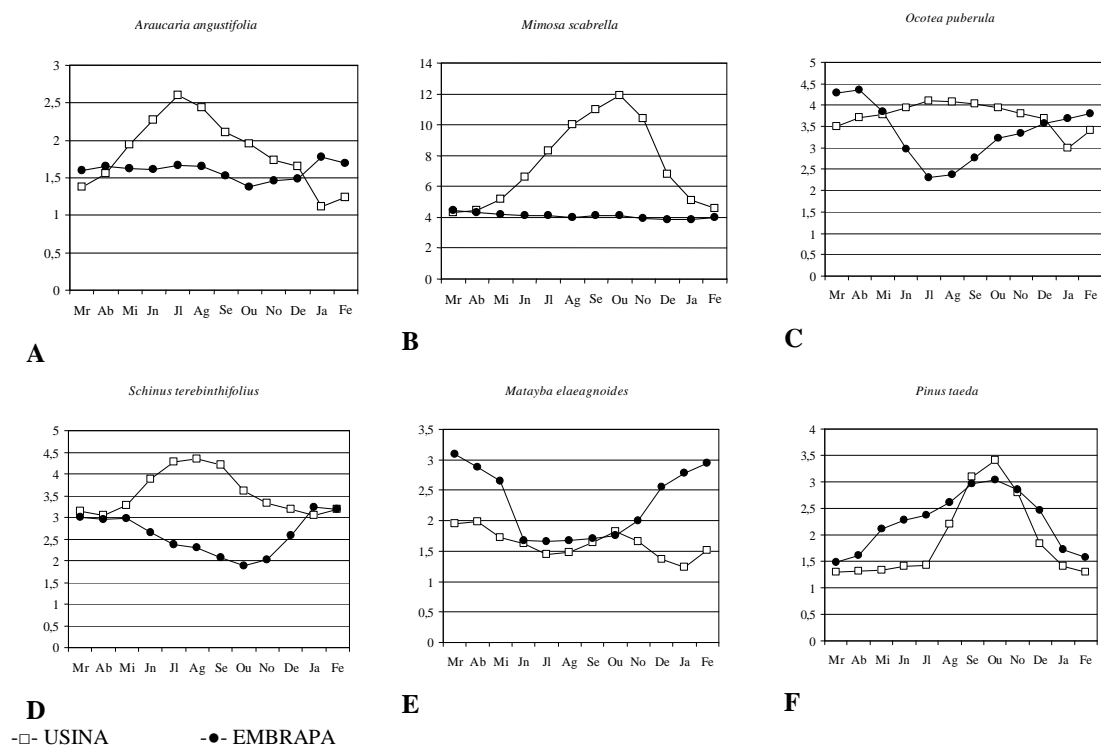 Araucaria angustifolia
3
2,5
2
1,5
1
0,5
0
Mr Ab Mi Jn Jl Ag Se Ou No De Ja Fe
A
Mimosa scabrella
14
12
10
8
6
4
2
0
Mr Ab Mi Jn Jl Ag Se Ou No De Ja Fe
B
Ocotea puberula
5
4,5
4
3,5
3
2,5
2
1,5
1
0,5
0
Mr Ab Mi Jn Jl Ag Se Ou No De Ja Fe
C
Schinus terebinthifolius
5
4,5
4
3,5
3
2,5
2
1,5
1
0,5
0
Mr Ab Mi Jn Jl Ag Se Ou No De Ja Fe
D
Matayba elaeagnoides
3,5
3
2,5
2
1,5
1
0,5
0
Mr Ab Mi Jn Jl Ag Se Ou No De Ja Fe
E
Pinus taeda
4
3,5
3
2,5
2
1,5
1
0,5
0
Mr Ab Mi Jn Jl Ag Se Ou No De Ja Fe
F
-□- USINA -●- EMBRAPA